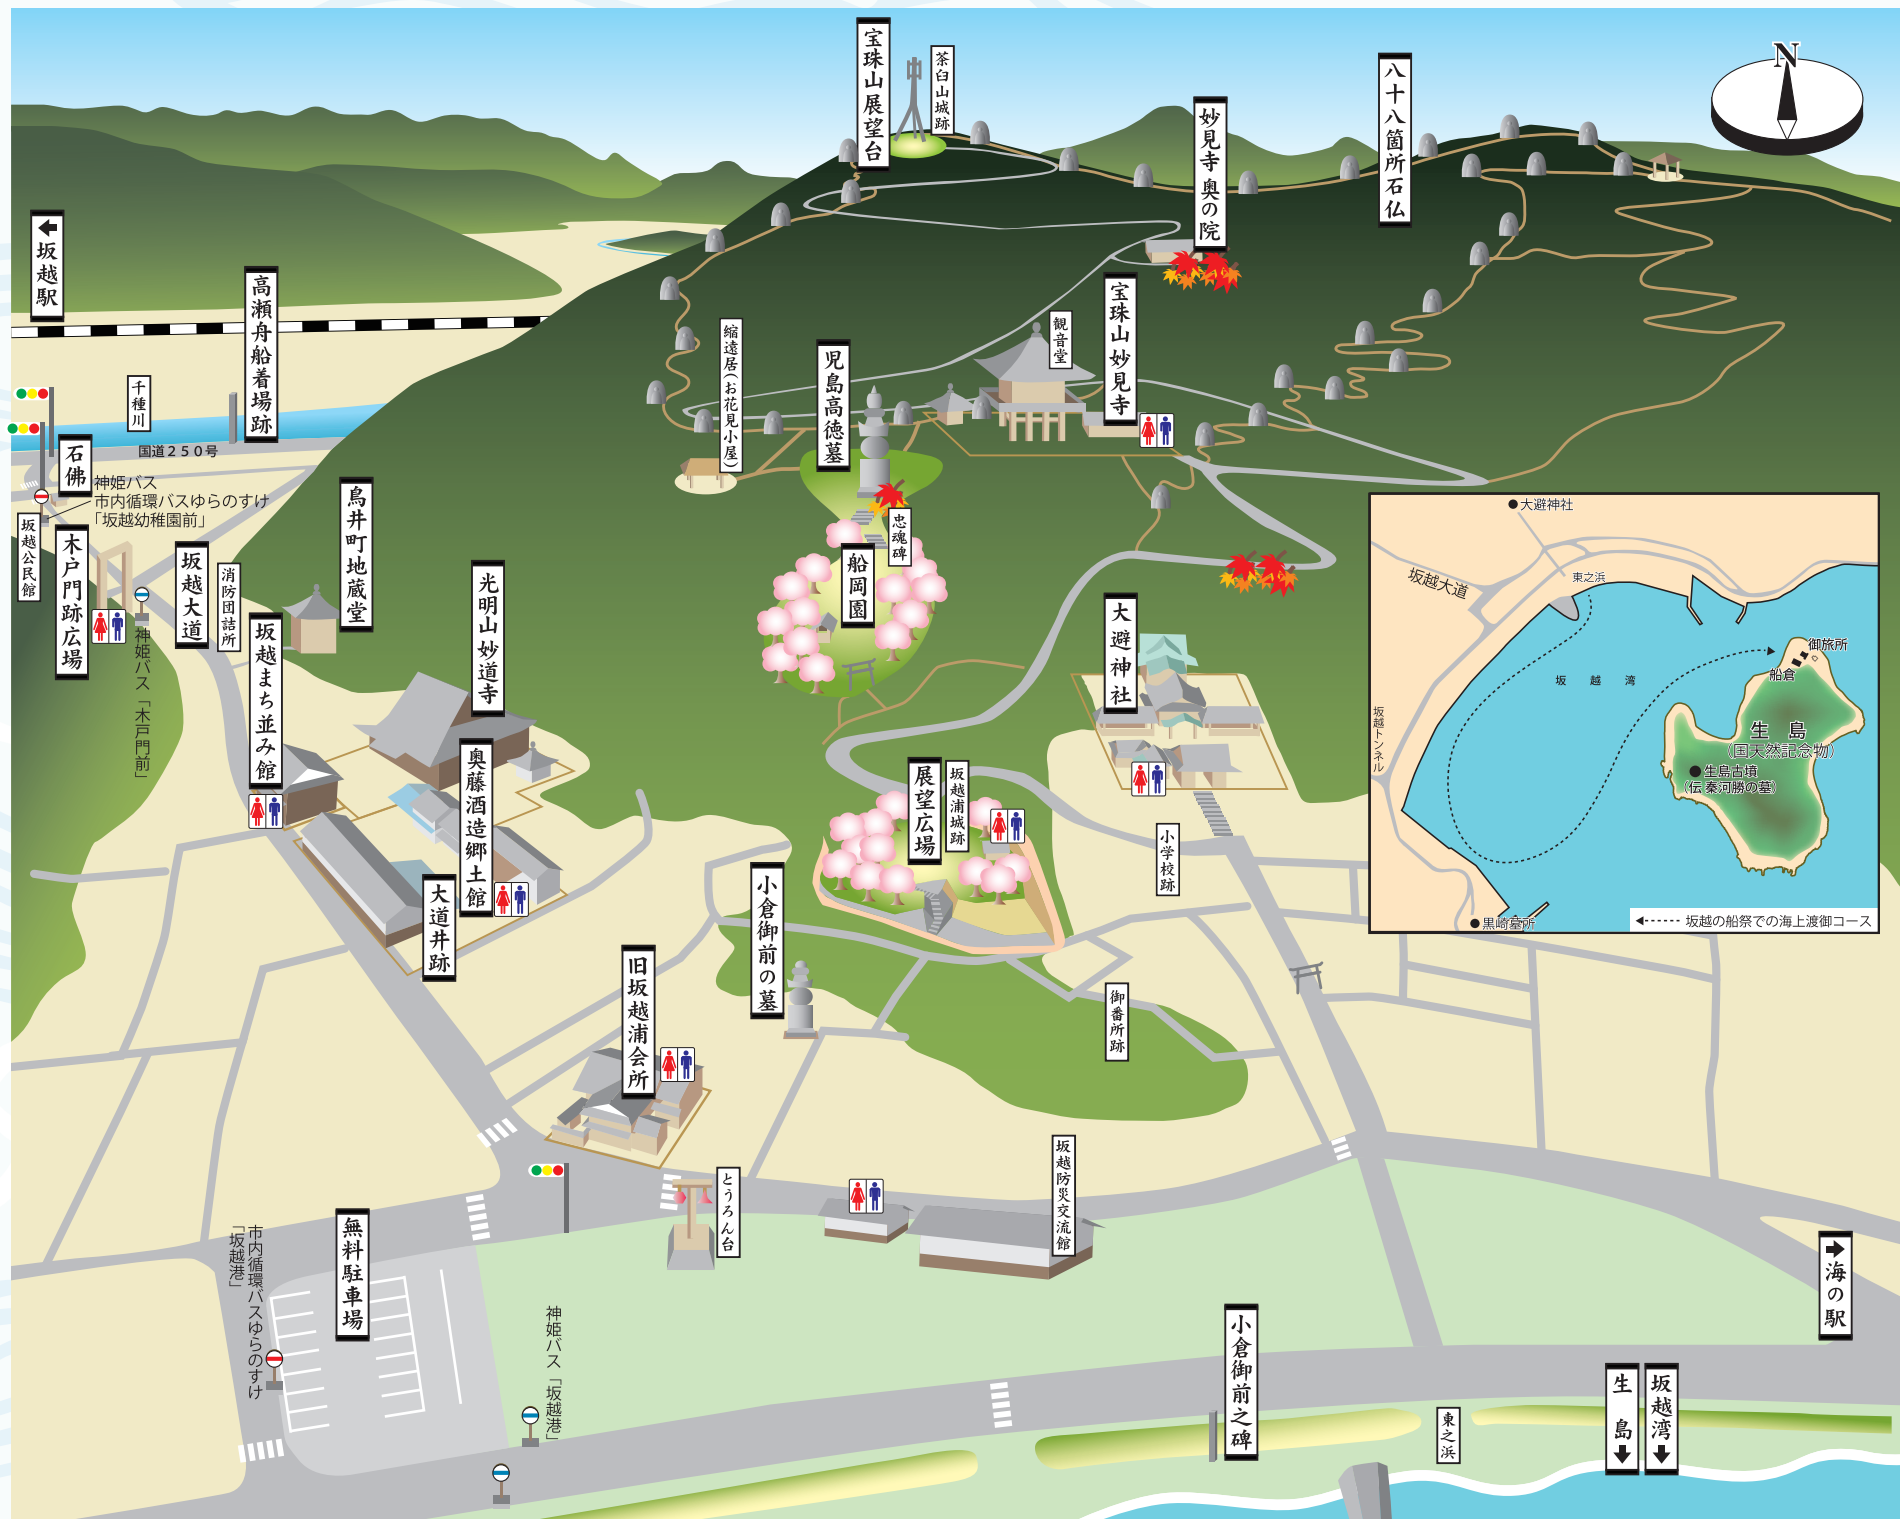 宝珠山展望台
茶臼山城跡
妙見寺 奥の院
八十八箇所石仏
N
坂越駅
高瀬舟船着場跡
千種川
国道250号
石佛
神姫バス
市内循環バスゆらのすけ
「坂越幼稚園前」
坂越公民館
木戸門跡広場
神姫バス「木戸門前」
坂越大道
消防団詰所
鳥井町地蔵堂
坂越まち並み館
光明山妙道寺
奥藤酒造郷土館
大道井跡
縮遠居(お花見小屋)
児島高徳墓
観音堂
宝珠山妙見寺
忠魂碑
船岡園
大避神社
展望広場
坂越浦城跡
小学校跡
小倉御前の墓
旧坂越浦会所
御番所跡
とうろん台
坂越防災交流館
無料駐車場
市内循環バスゆらのすけ
「坂越港」
神姫バス「坂越港」
小倉御前之碑
東之浜
生島
坂越湾
海の駅
大避神社
坂越大道
東之浜
坂越トンネル
坂越湾
御旅所
船倉
生島
(国天然記念物)
生島古墳
(伝 秦河勝の墓)
黒崎墓所
坂越の船祭での海上渡御コース